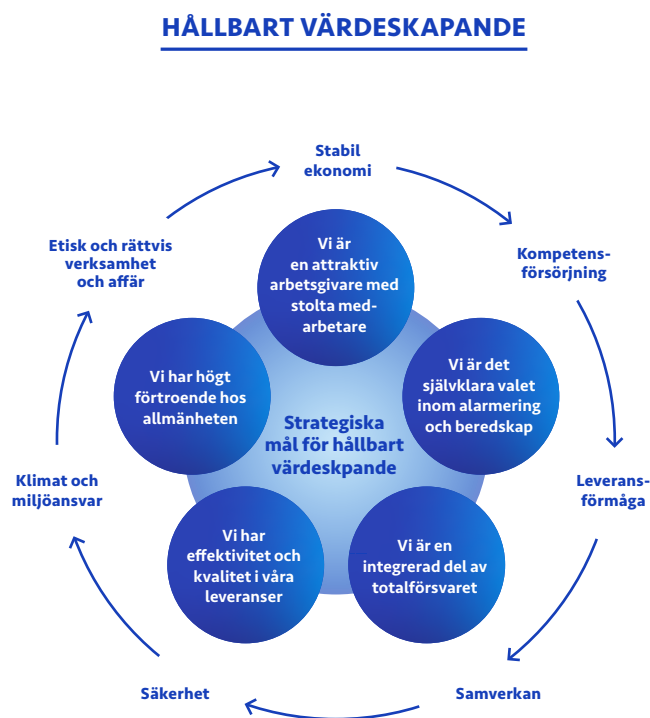 HÅLLBART VÄRDESKAPANDE
Stabil
ekonomi
Kompetens-
försörjning
Leverans-
förmåga
Samverkan
Säkerhet
Klimat och
miljöansvar
Etisk och rättvis
verksamhet
och affär
Vi är
en attraktiv
arbetsgivare med
stolta med-
arbetare
Vi är det
självklara valet
inom alarmering
och beredskap
Vi är en
integrerad del av
totalförsvaret
Vi har
effektivitet och
kvalitet i våra
leveranser
Vi har högt
förtroende hos
allmänheten
Strategiska
mål för hållbart
värdeskpande